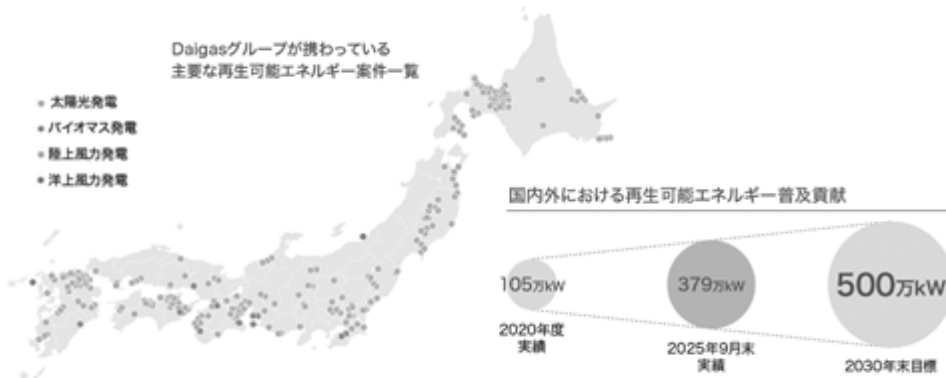 Daigasグループが携わっている
主要な再生可能エネルギー案件一覧
太陽光発電
バイオマス発電
陸上風力発電
洋上風力発電
国内外における再生可能エネルギー普及貢献
105万kW
2020年度
実績
379万kW
2025年9月末
実績
500万kW
2030年末目標